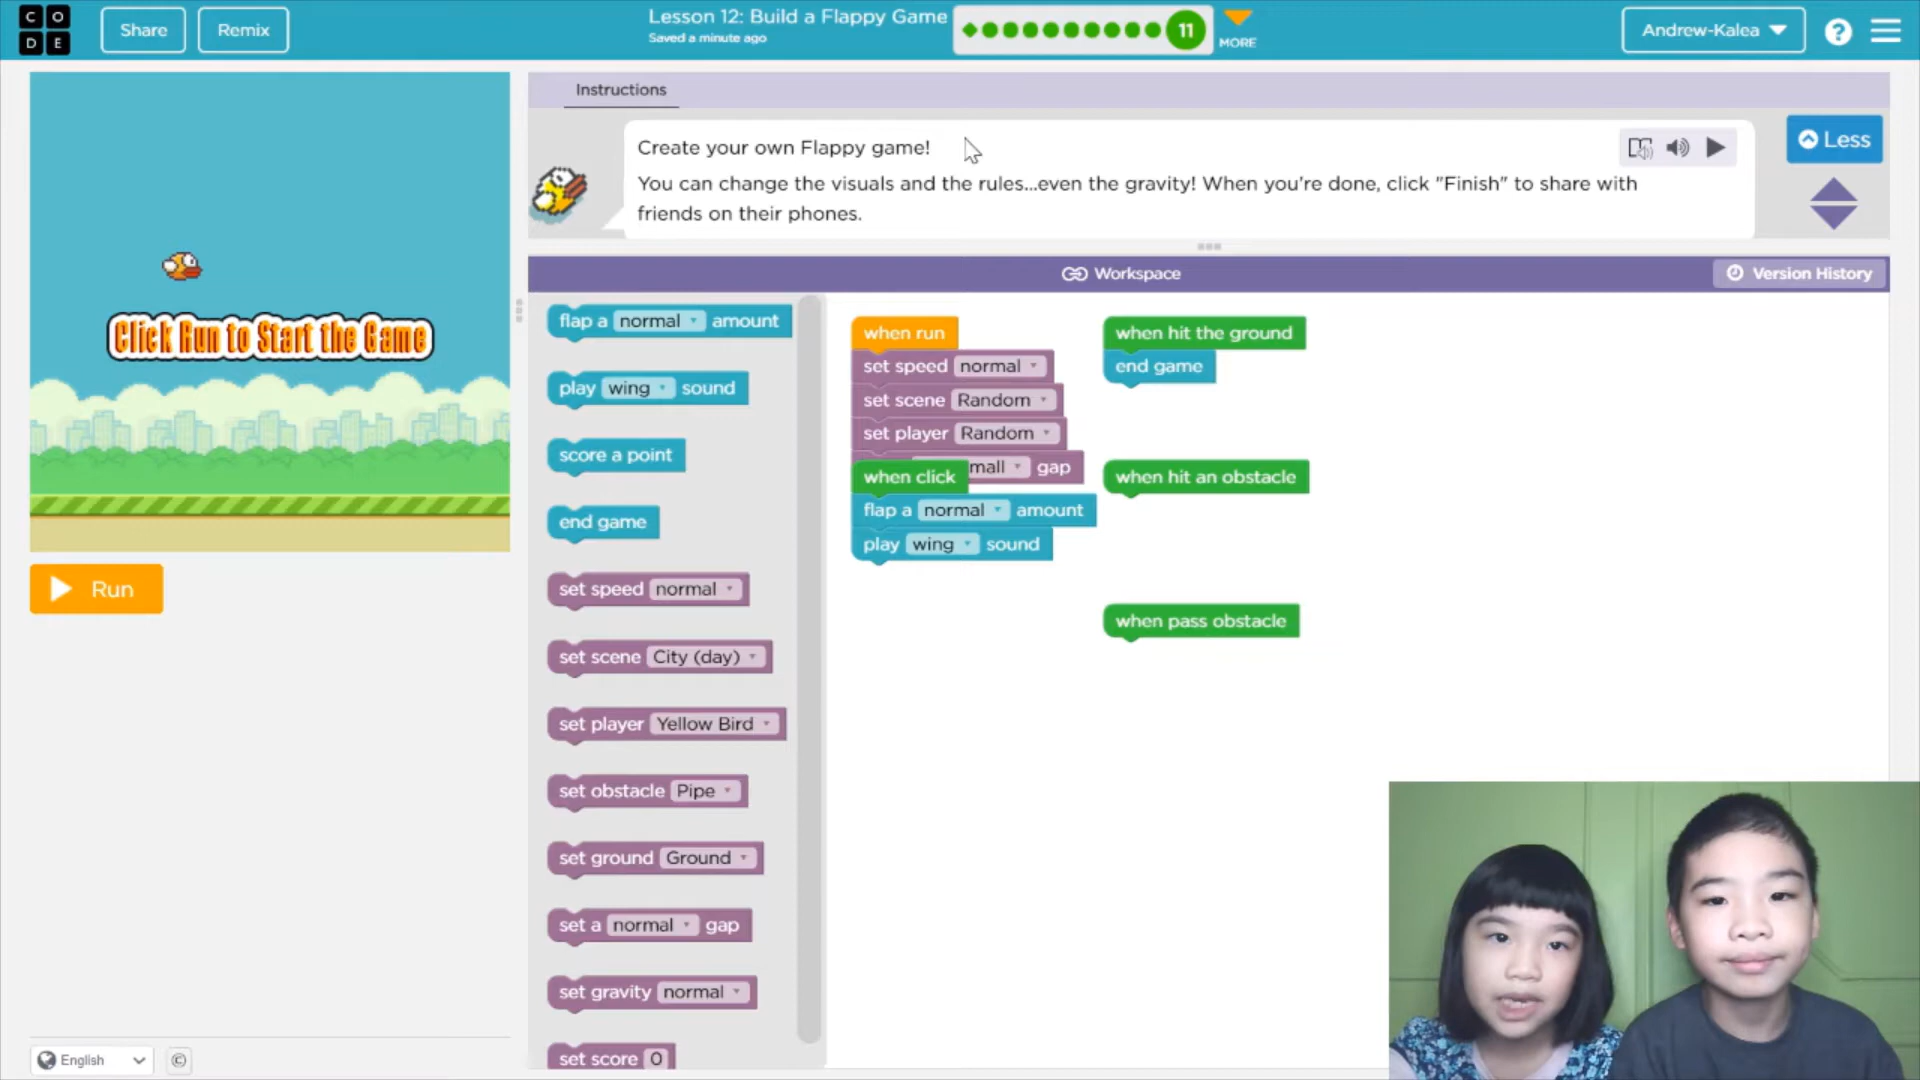 CODE
Share
Remix
Lesson 12: Build a Flappy Game
Saved a minute ago
11
MORE
Andrew-Kalea
?
Instructions
Create your own Flappy game!
You can change the visuals and the rules...even the gravity! When you're done, click "Finish" to share with
friends on their phones.
Less
Click Run to Start the Game
Run
Workspace
Version History
flap a normal amount
play wing sound
score a point
end game
set speed normal
set scene City (day)
set player Yellow Bird
set obstacle Pipe
set ground Ground
set a normal gap
set gravity normal
set score 0
when run
set speed normal
set scene Random
set player Random
mall gap
when click
flap a normal amount
play wing sound
when hit the ground
end game
when hit an obstacle
when pass obstacle
English
©